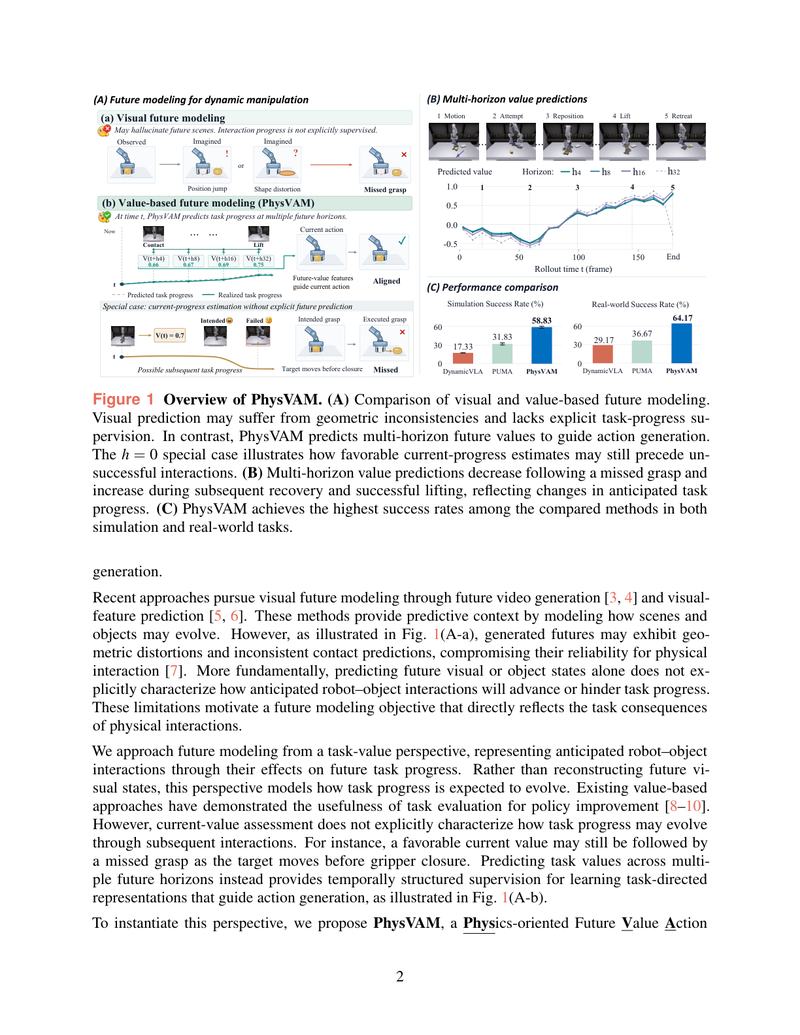 (A) Future modeling for dynamic manipulation
(a) Visual future modeling
May hallucinate future scenes. Interaction progress is not explicitly supervised.
Observed
Imagined
Imagined
!
or
?
Position jump
Shape distortion
Missed grasp
(b) Value-based future modeling (PhysVAM)
At time t, PhysVAM predicts task progress at multiple future horizons.
Now
... ...
Contact
Lift
V(t+h4)
0.66
V(t+h8)
0.67
V(t+h16)
0.69
V(t+h32)
0.75
t
Current action
Future-value features
guide current action
Aligned
Predicted task progress
Realized task progress
Special case: current-progress estimation without explicit future prediction
V(t) = 0.7
Intended
Failed
Intended grasp
Executed grasp
t
Possible subsequent task progress
Target moves before closure
Missed
(B) Multi-horizon value predictions
1 Motion
2 Attempt
3 Reposition
4 Lift
5 Retreat
Predicted value
Horizon:
h4
h8
h16
h32
1.0
0.5
0.0
-0.5
1
2
3
4
5
0
50
100
150
End
Rollout time t (frame)
(C) Performance comparison
Simulation Success Rate (%)
60
30
0
17.33
31.83
58.83
DynamicVLA
PUMA
PhysVAM
Real-world Success Rate (%)
60
30
0
29.17
36.67
64.17
DynamicVLA
PUMA
PhysVAM
Figure 1 Overview of PhysVAM. (A) Comparison of visual and value-based future modeling.
Visual prediction may suffer from geometric inconsistencies and lacks explicit task-progress su-
pervision. In contrast, PhysVAM predicts multi-horizon future values to guide action generation.
The h = 0 special case illustrates how favorable current-progress estimates may still precede un-
successful interactions. (B) Multi-horizon value predictions decrease following a missed grasp and
increase during subsequent recovery and successful lifting, reflecting changes in anticipated task
progress. (C) PhysVAM achieves the highest success rates among the compared methods in both
simulation and real-world tasks.
generation.
Recent approaches pursue visual future modeling through future video generation [3, 4] and visual-
feature prediction [5, 6]. These methods provide predictive context by modeling how scenes and
objects may evolve. However, as illustrated in Fig. 1(A-a), generated futures may exhibit geo-
metric distortions and inconsistent contact predictions, compromising their reliability for physical
interaction [7]. More fundamentally, predicting future visual or object states alone does not ex-
plicitly characterize how anticipated robot–object interactions will advance or hinder task progress.
These limitations motivate a future modeling objective that directly reflects the task consequences
of physical interactions.
We approach future modeling from a task-value perspective, representing anticipated robot–object
interactions through their effects on future task progress. Rather than reconstructing future vi-
sual states, this perspective models how task progress is expected to evolve. Existing value-based
approaches have demonstrated the usefulness of task evaluation for policy improvement [8–10].
However, current-value assessment does not explicitly characterize how task progress may evolve
through subsequent interactions. For instance, a favorable current value may still be followed by
a missed grasp as the target moves before gripper closure. Predicting task values across multi-
ple future horizons instead provides temporally structured supervision for learning task-directed
representations that guide action generation, as illustrated in Fig. 1(A-b).
To instantiate this perspective, we propose PhysVAM, a Physics-oriented Future Value Action
2